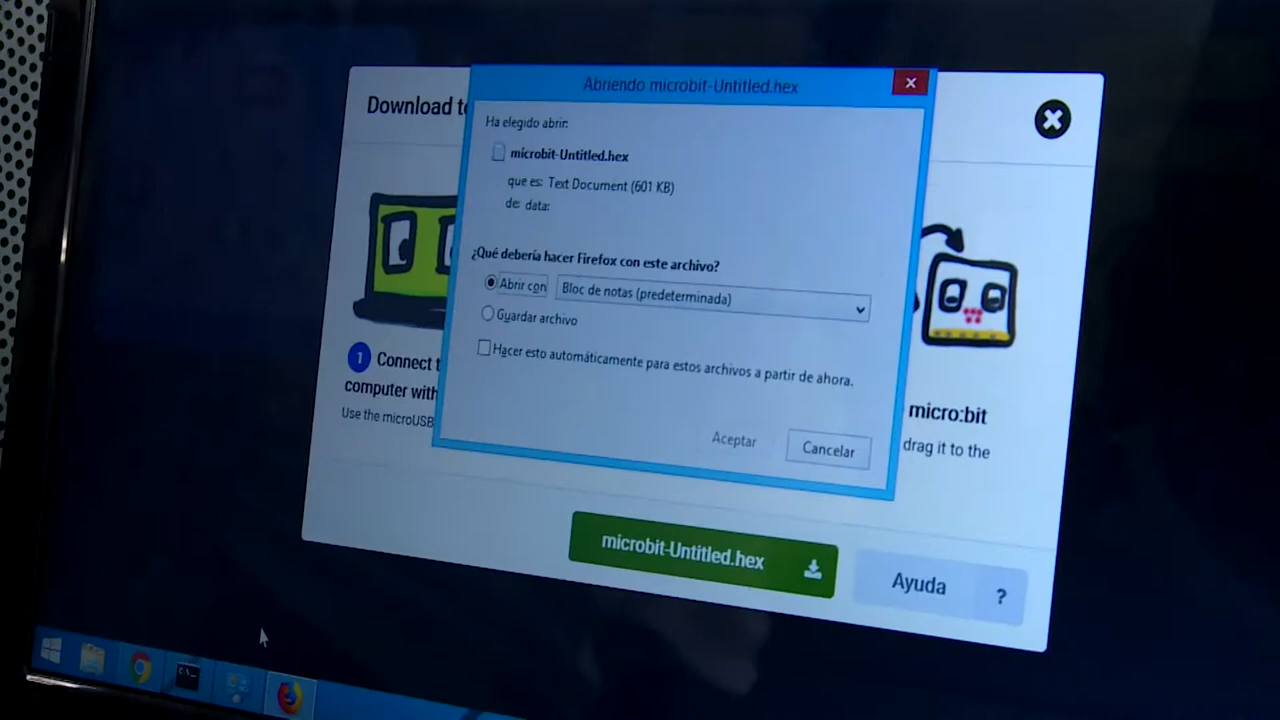 Abriendo microbit-Untitled.hex
Download to
Ha elegido abrir:
microbit-Untitled.hex
que es: Text Document (601 KB)
de: data:
¿Qué debería hacer Firefox con este archivo?
Abrir con
Bloc de notas (predeterminada)
Guardar archivo
Hacer esto automáticamente para estos archivos a partir de ahora.
Aceptar
Cancelar
1 Connect t
computer with
Use the microUSB
micro:bit
drag it to the
microbit-Untitled.hex
Ayuda ?